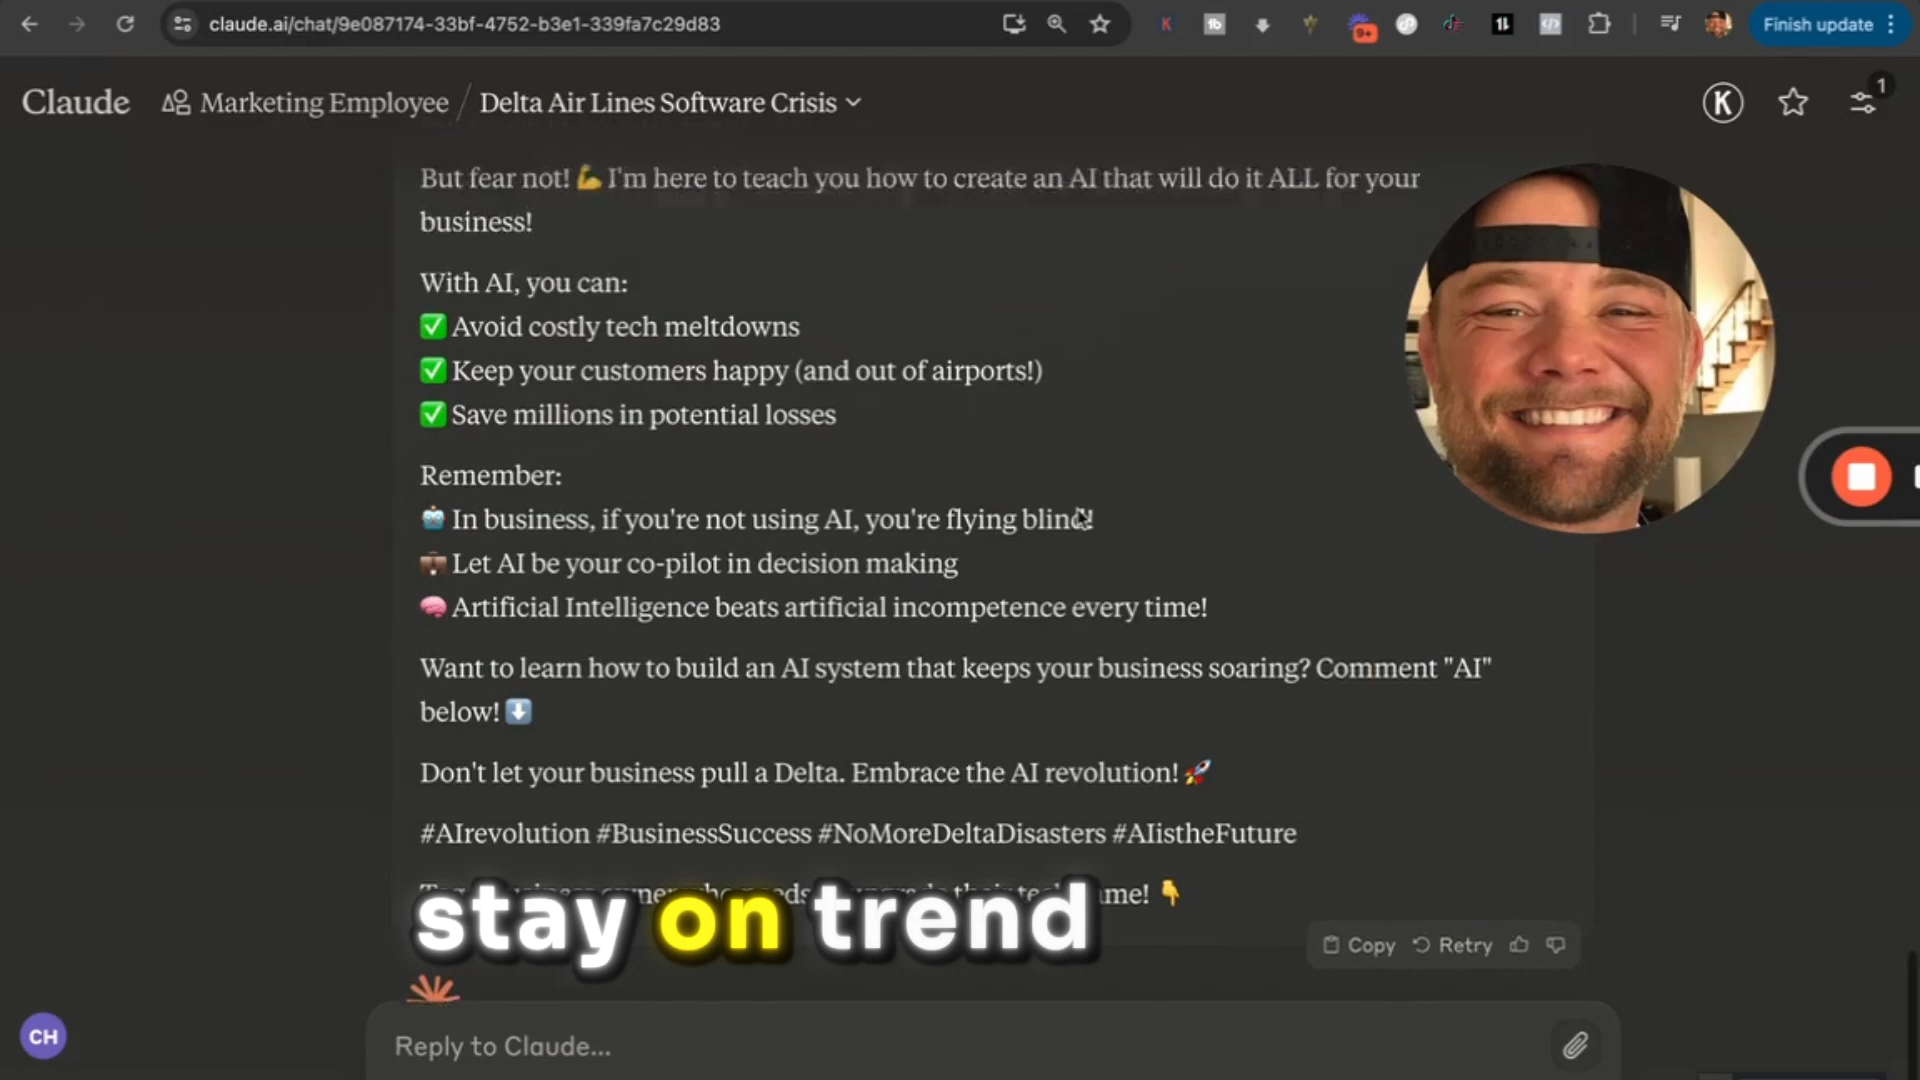 claude.ai/chat/9e087174-33bf-4752-b3e1-339fa7c29d83
9+
Finish update
Claude
Marketing Employee / Delta Air Lines Software Crisis
K
1
But fear not! 💪 I'm here to teach you how to create an AI that will do it ALL for your
business!
With AI, you can:
✅ Avoid costly tech meltdowns
✅ Keep your customers happy (and out of airports!)
✅ Save millions in potential losses
Remember:
🤖 In business, if you're not using AI, you're flying blind!
💼 Let AI be your co-pilot in decision making
🧠 Artificial Intelligence beats artificial incompetence every time!
Want to learn how to build an AI system that keeps your business soaring? Comment "AI"
below! ⬇️
Don't let your business pull a Delta. Embrace the AI revolution! 🚀
#AIrevolution #BusinessSuccess #NoMoreDeltaDisasters #AIistheFuture
stay on trend
Copy Retry
CH
Reply to Claude...